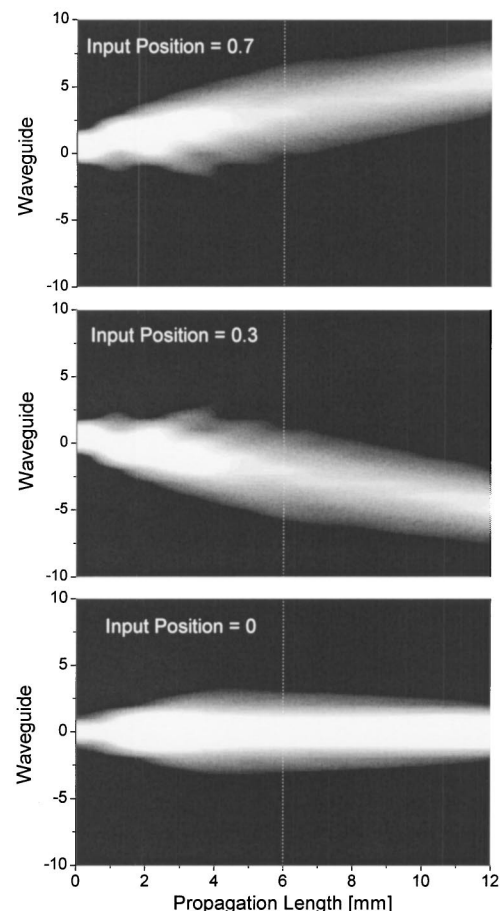 10
Input Position = 0.7
5
Waveguide
0
-5
-10
10
Input Position = 0.3
5
Waveguide
0
-5
-10
10
Input Position = 0
5
Waveguide
0
-5
-10
0 2 4 6 8 10 12
Propagation Length [mm]